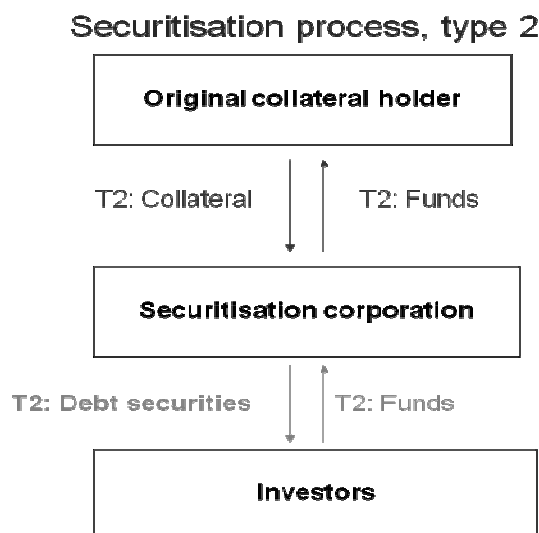 Securitisation process, type 2
Original collateral holder
T2: Collateral
T2: Funds
Securitisation corporation
T2: Debt securities
T2: Funds
Investors